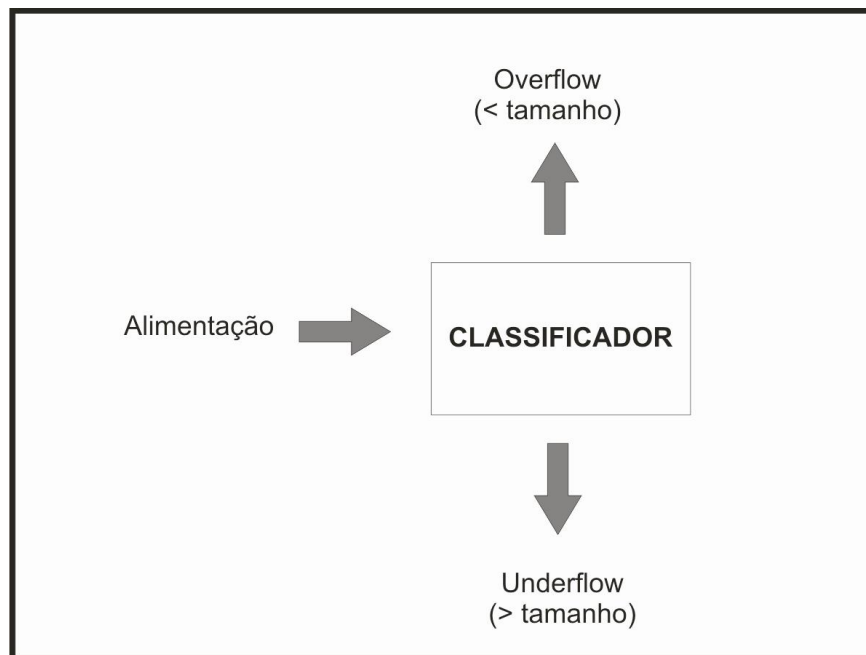 Overflow
(< tamanho)
Alimentação
CLASSIFICADOR
Underflow
(> tamanho)